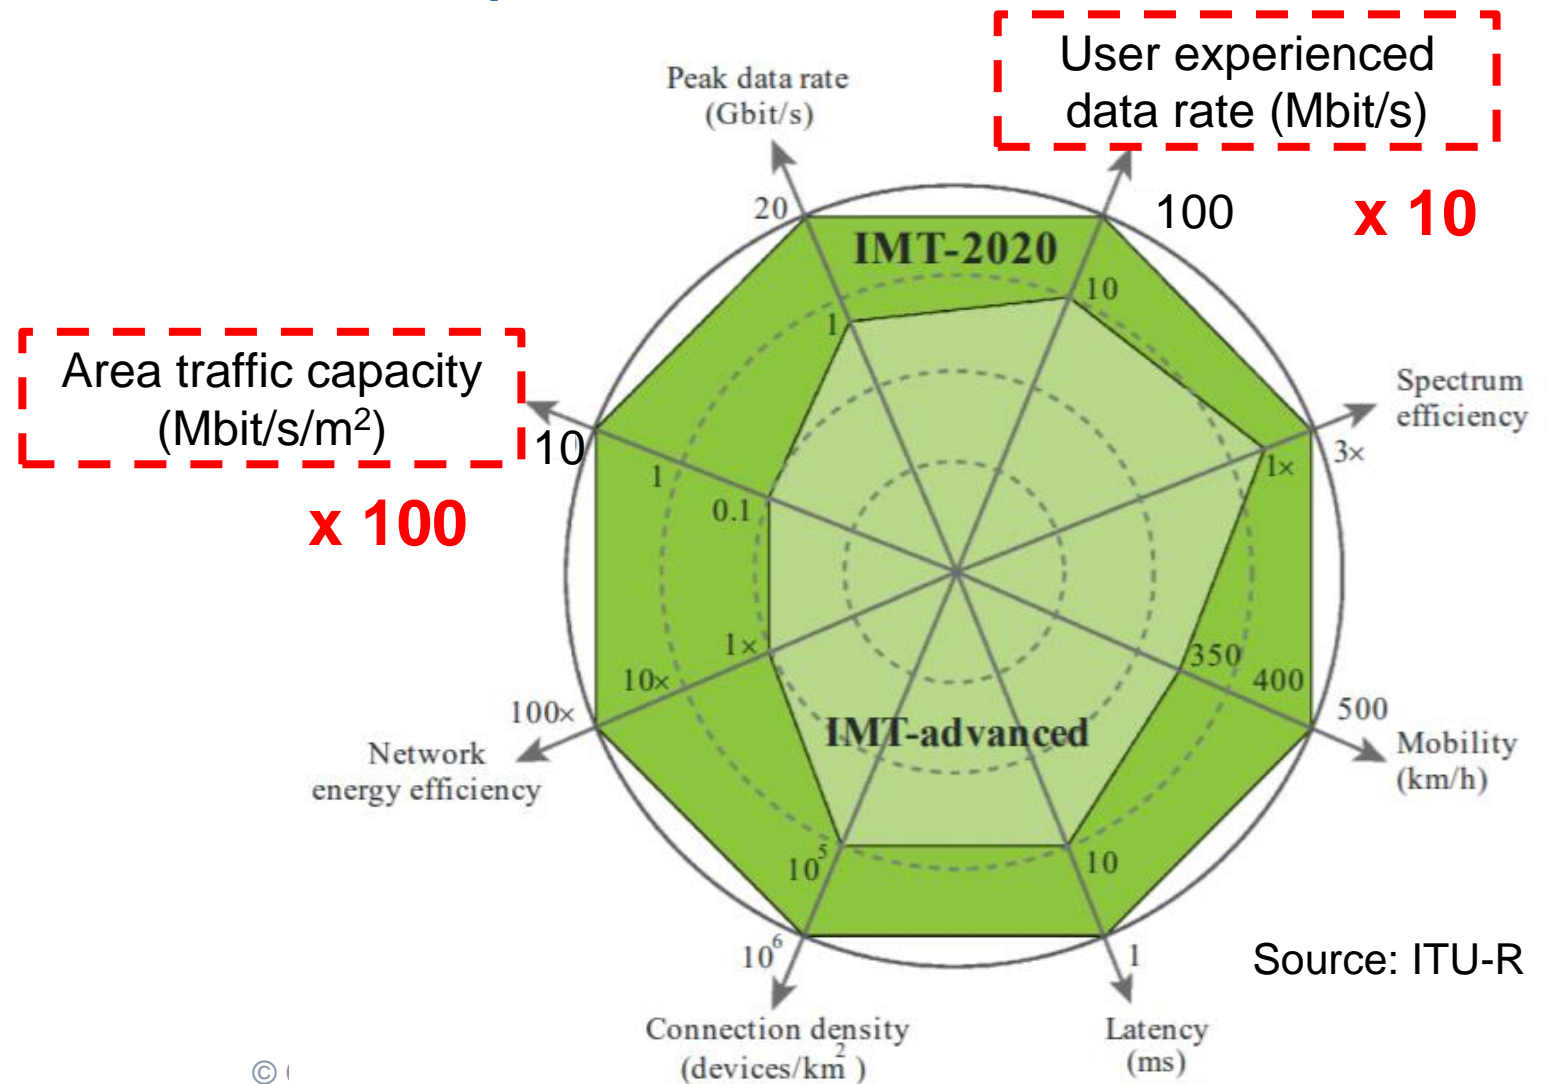 User experienced
data rate (Mbit/s)
Peak data rate
(Gbit/s)
20
100
x 10
IMT-2020
10
1
Area traffic capacity
(Mbit/s/m²)
10
1
0.1
x 100
Spectrum
efficiency
1×
3×
1×
10×
100×
Network
energy efficiency
350
400
500
Mobility
(km/h)
IMT-advanced
10⁵
10
10⁶
1
Source: ITU-R
Connection density
(devices/km²)
Latency
(ms)
©